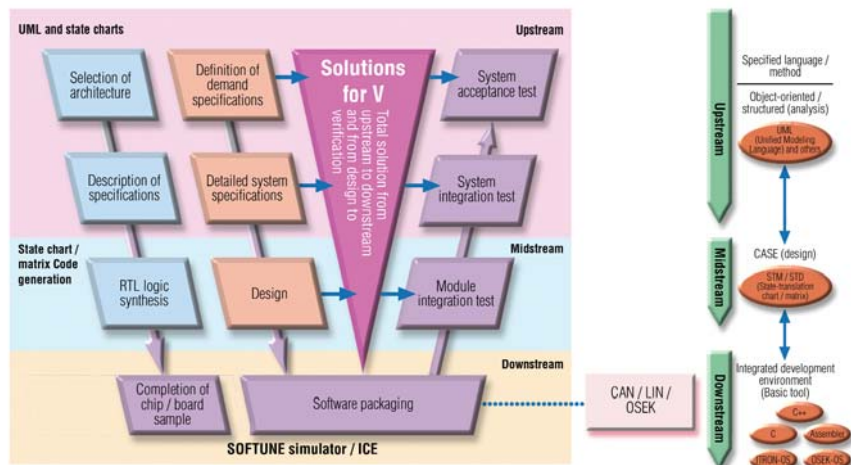 UML and state charts
Upstream
Selection of
architecture
Definition of
demand
specifications
Solutions
for V
Total solution from
upstream to downstream
and from design to
verification
System
acceptance test
Description of
specifications
Detailed system
specifications
System
integration test
State chart /
matrix Code
generation
Midstream
RTL logic
synthesis
Design
Module
integration test
Downstream
Completion of
chip / board
sample
Software packaging
SOFTUNE simulator / ICE
CAN / LIN /
OSEK
Upstream
Specified language /
method
Object-oriented /
structured (analysis)
UML
(Unified Modeling
Language) and others
Midstream
CASE (design)
STM / STD
(State-translation
chart / matrix)
Downstream
Integrated development
environment
(Basic tool)
C++
C
Assembler
ITRON-OS
OSEK-OS